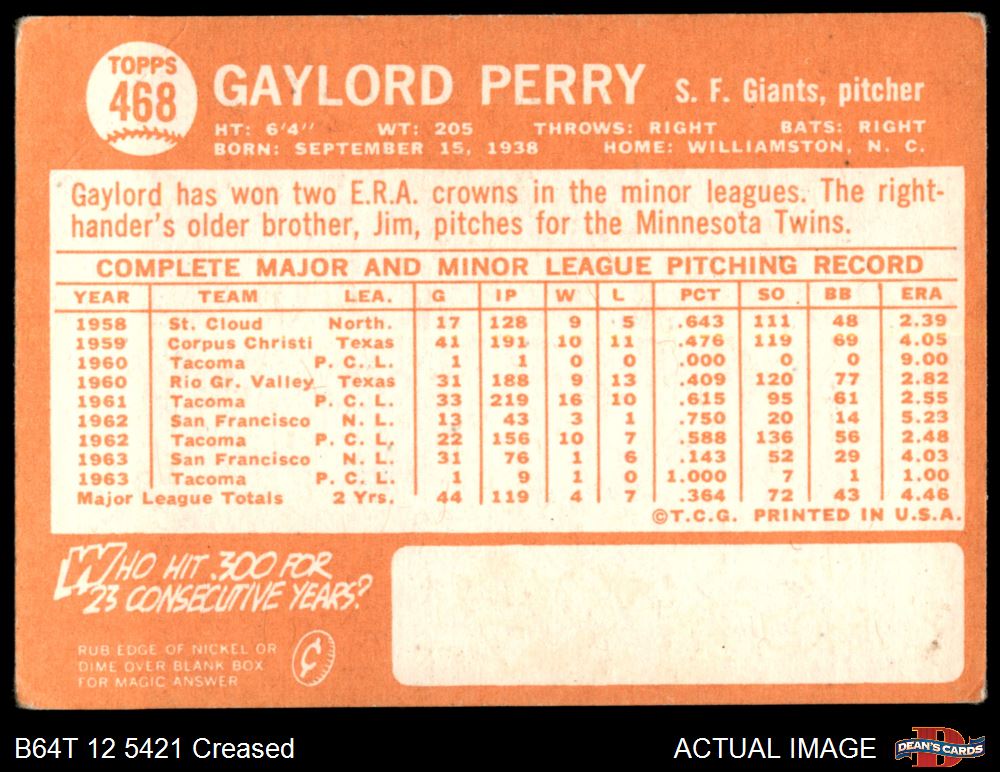 TOPPS
468
GAYLORD PERRY S. F. Giants, pitcher
HT: 6'4" WT: 205 THROWS: RIGHT BATS: RIGHT
BORN: SEPTEMBER 15, 1938 HOME: WILLIAMSTON, N. C.
Gaylord has won two E.R.A. crowns in the minor leagues. The right-
hander's older brother, Jim, pitches for the Minnesota Twins.
COMPLETE MAJOR AND MINOR LEAGUE PITCHING RECORD
YEAR TEAM LEA. G IP W L PCT SO BB ERA
1958 St. Cloud North. 17 128 9 5 .643 111 48 2.39
1959 Corpus Christi Texas 41 191 10 11 .476 119 69 4.05
1960 Tacoma P. C. L. 1 1 0 0 .000 0 0 9.00
1960 Rio Gr. Valley Texas 31 188 9 13 .409 120 77 2.82
1961 Tacoma P. C. L. 33 219 16 10 .615 95 61 2.55
1962 San Francisco N. L. 13 43 3 1 .750 20 14 5.23
1962 Tacoma P. C. L. 22 156 10 7 .588 136 56 2.48
1963 San Francisco N. L. 31 76 1 6 .143 52 29 4.03
1963 Tacoma P. C. L. 1 9 1 0 1.000 7 1 1.00
Major League Totals 2 Yrs. 44 119 4 7 .364 72 43 4.46
©T.C.G. PRINTED IN U.S.A.
WHO HIT .300 FOR
23 CONSECUTIVE YEARS?
RUB EDGE OF NICKEL OR
DIME OVER BLANK BOX
FOR MAGIC ANSWER
¢
B64T 12 5421 Creased ACTUAL IMAGE DEAN'S CARDS